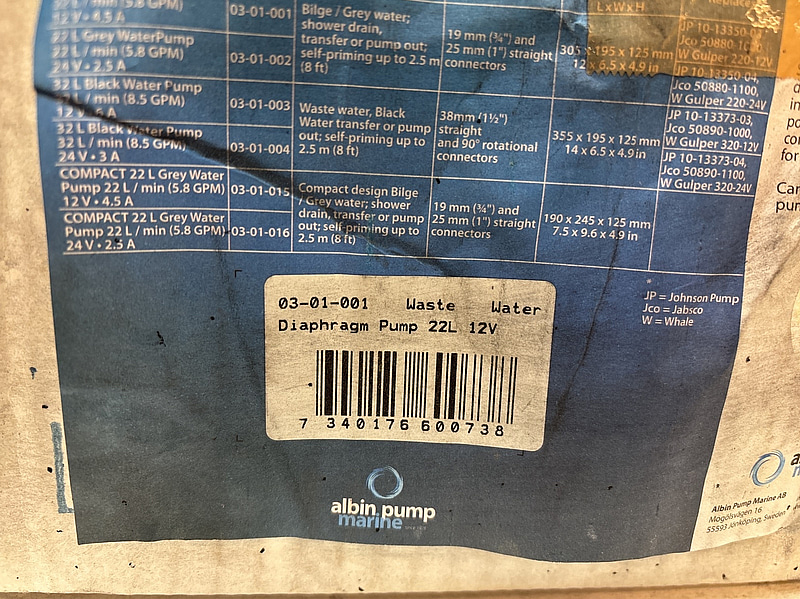 12 V • 4.5 A
03-01-001
Bilge / Grey water;
shower drain,
transfer or pump out;
self-priming up to 2.5 m
(8 ft)
19 mm (¾") and
25 mm (1") straight
connectors
L x W x H
305 x 195 x 125 mm
12 x 6.5 x 4.9 in
JP 10-13350-03,
Jco 50880-1000,
W Gulper 220-12V
22 L Grey Water Pump
22 L / min (5.8 GPM)
24 V • 2.5 A
03-01-002
JP 10-13350-04,
Jco 50880-1100,
W Gulper 220-24V
32 L Black Water Pump
32 L / min (8.5 GPM)
12 V • 6 A
03-01-003
Waste water, Black
Water transfer or pump
out; self-priming up to
2.5 m (8 ft)
38mm (1½")
straight
and 90° rotational
connectors
355 x 195 x 125 mm
14 x 6.5 x 4.9 in
JP 10-13373-03,
Jco 50890-1000,
W Gulper 320-12V
32 L Black Water Pump
32 L / min (8.5 GPM)
24 V • 3 A
03-01-004
JP 10-13373-04,
Jco 50890-1100,
W Gulper 320-24V
COMPACT 22 L Grey Water
Pump 22 L / min (5.8 GPM)
12 V • 4.5 A
03-01-015
Compact design Bilge
/ Grey water; shower
drain, transfer or pump
out; self-priming up to
2.5 m (8 ft)
19 mm (¾") and
25 mm (1") straight
connectors
190 x 245 x 125 mm
7.5 x 9.6 x 4.9 in
COMPACT 22 L Grey Water
Pump 22 L / min (5.8 GPM)
24 V • 2.5 A
03-01-016
JP = Johnson Pump
Jco = Jabsco
W = Whale
03-01-001 Waste Water
Diaphragm Pump 22L 12V
7 340176 600738
albin pump
marine
Albin Pump Marine AB
Mogölsvägen 16
55593 Jönköping, Sweden